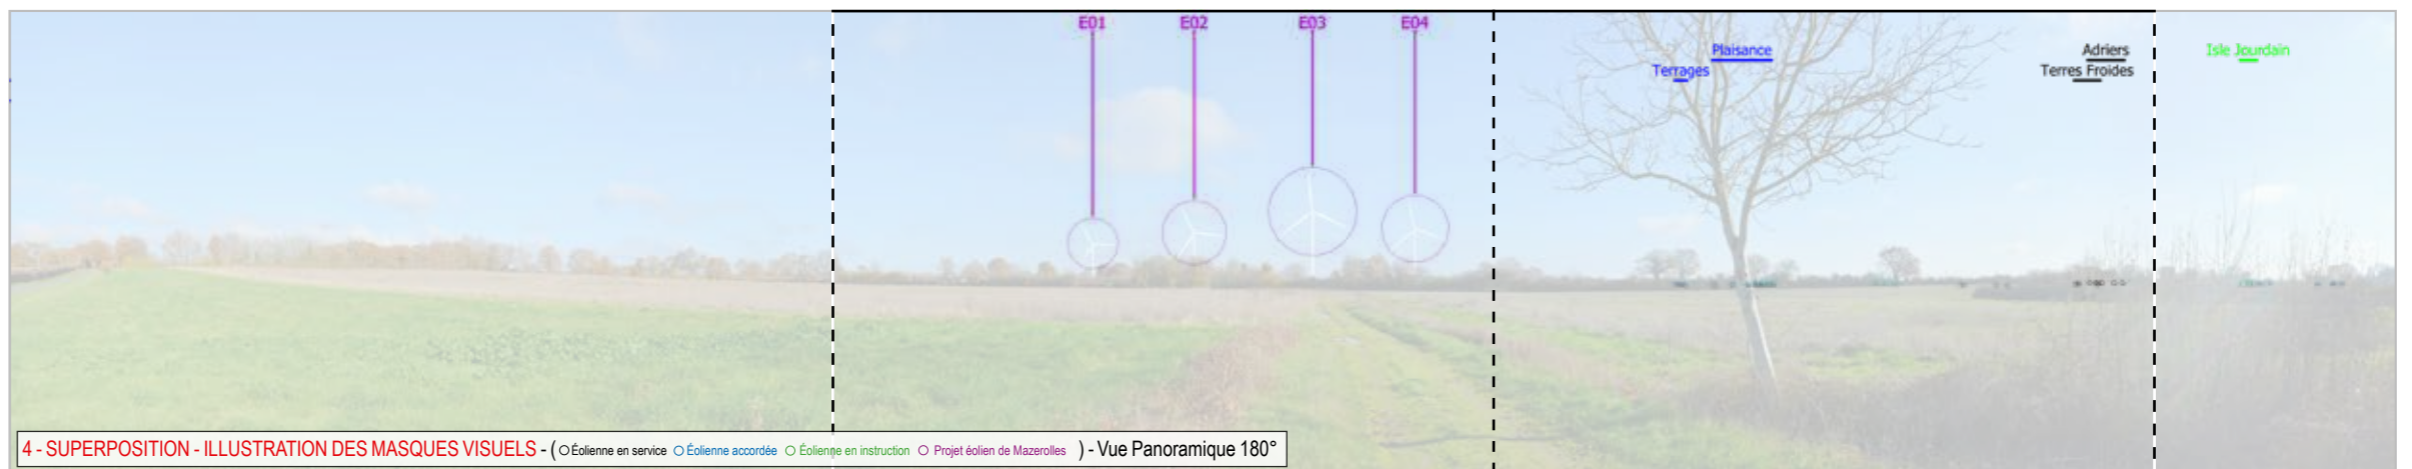 E01 E02 E03 E04
Plaisance Adriers Isle Jourdain
Terrages Terres Froides
4 - SUPERPOSITION - ILLUSTRATION DES MASQUES VISUELS - ( Éolienne en service Éolienne accordée Éolienne en instruction Projet éolien de Mazerolles ) - Vue Panoramique 180°